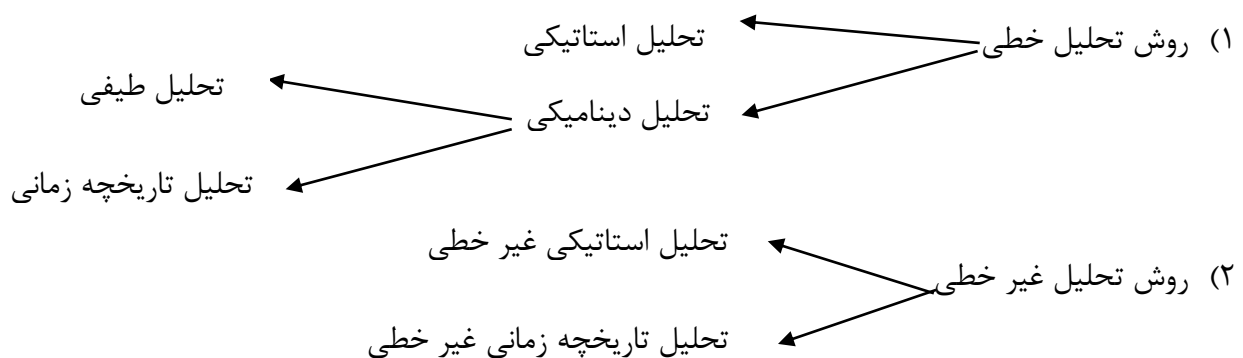 ۱) روش تحلیل خطی
تحلیل استاتیکی
تحلیل دینامیکی
تحلیل طیفی
تحلیل تاریخچه زمانی
۲) روش تحلیل غیر خطی
تحلیل استاتیکی غیر خطی
تحلیل تاریخچه زمانی غیر خطی